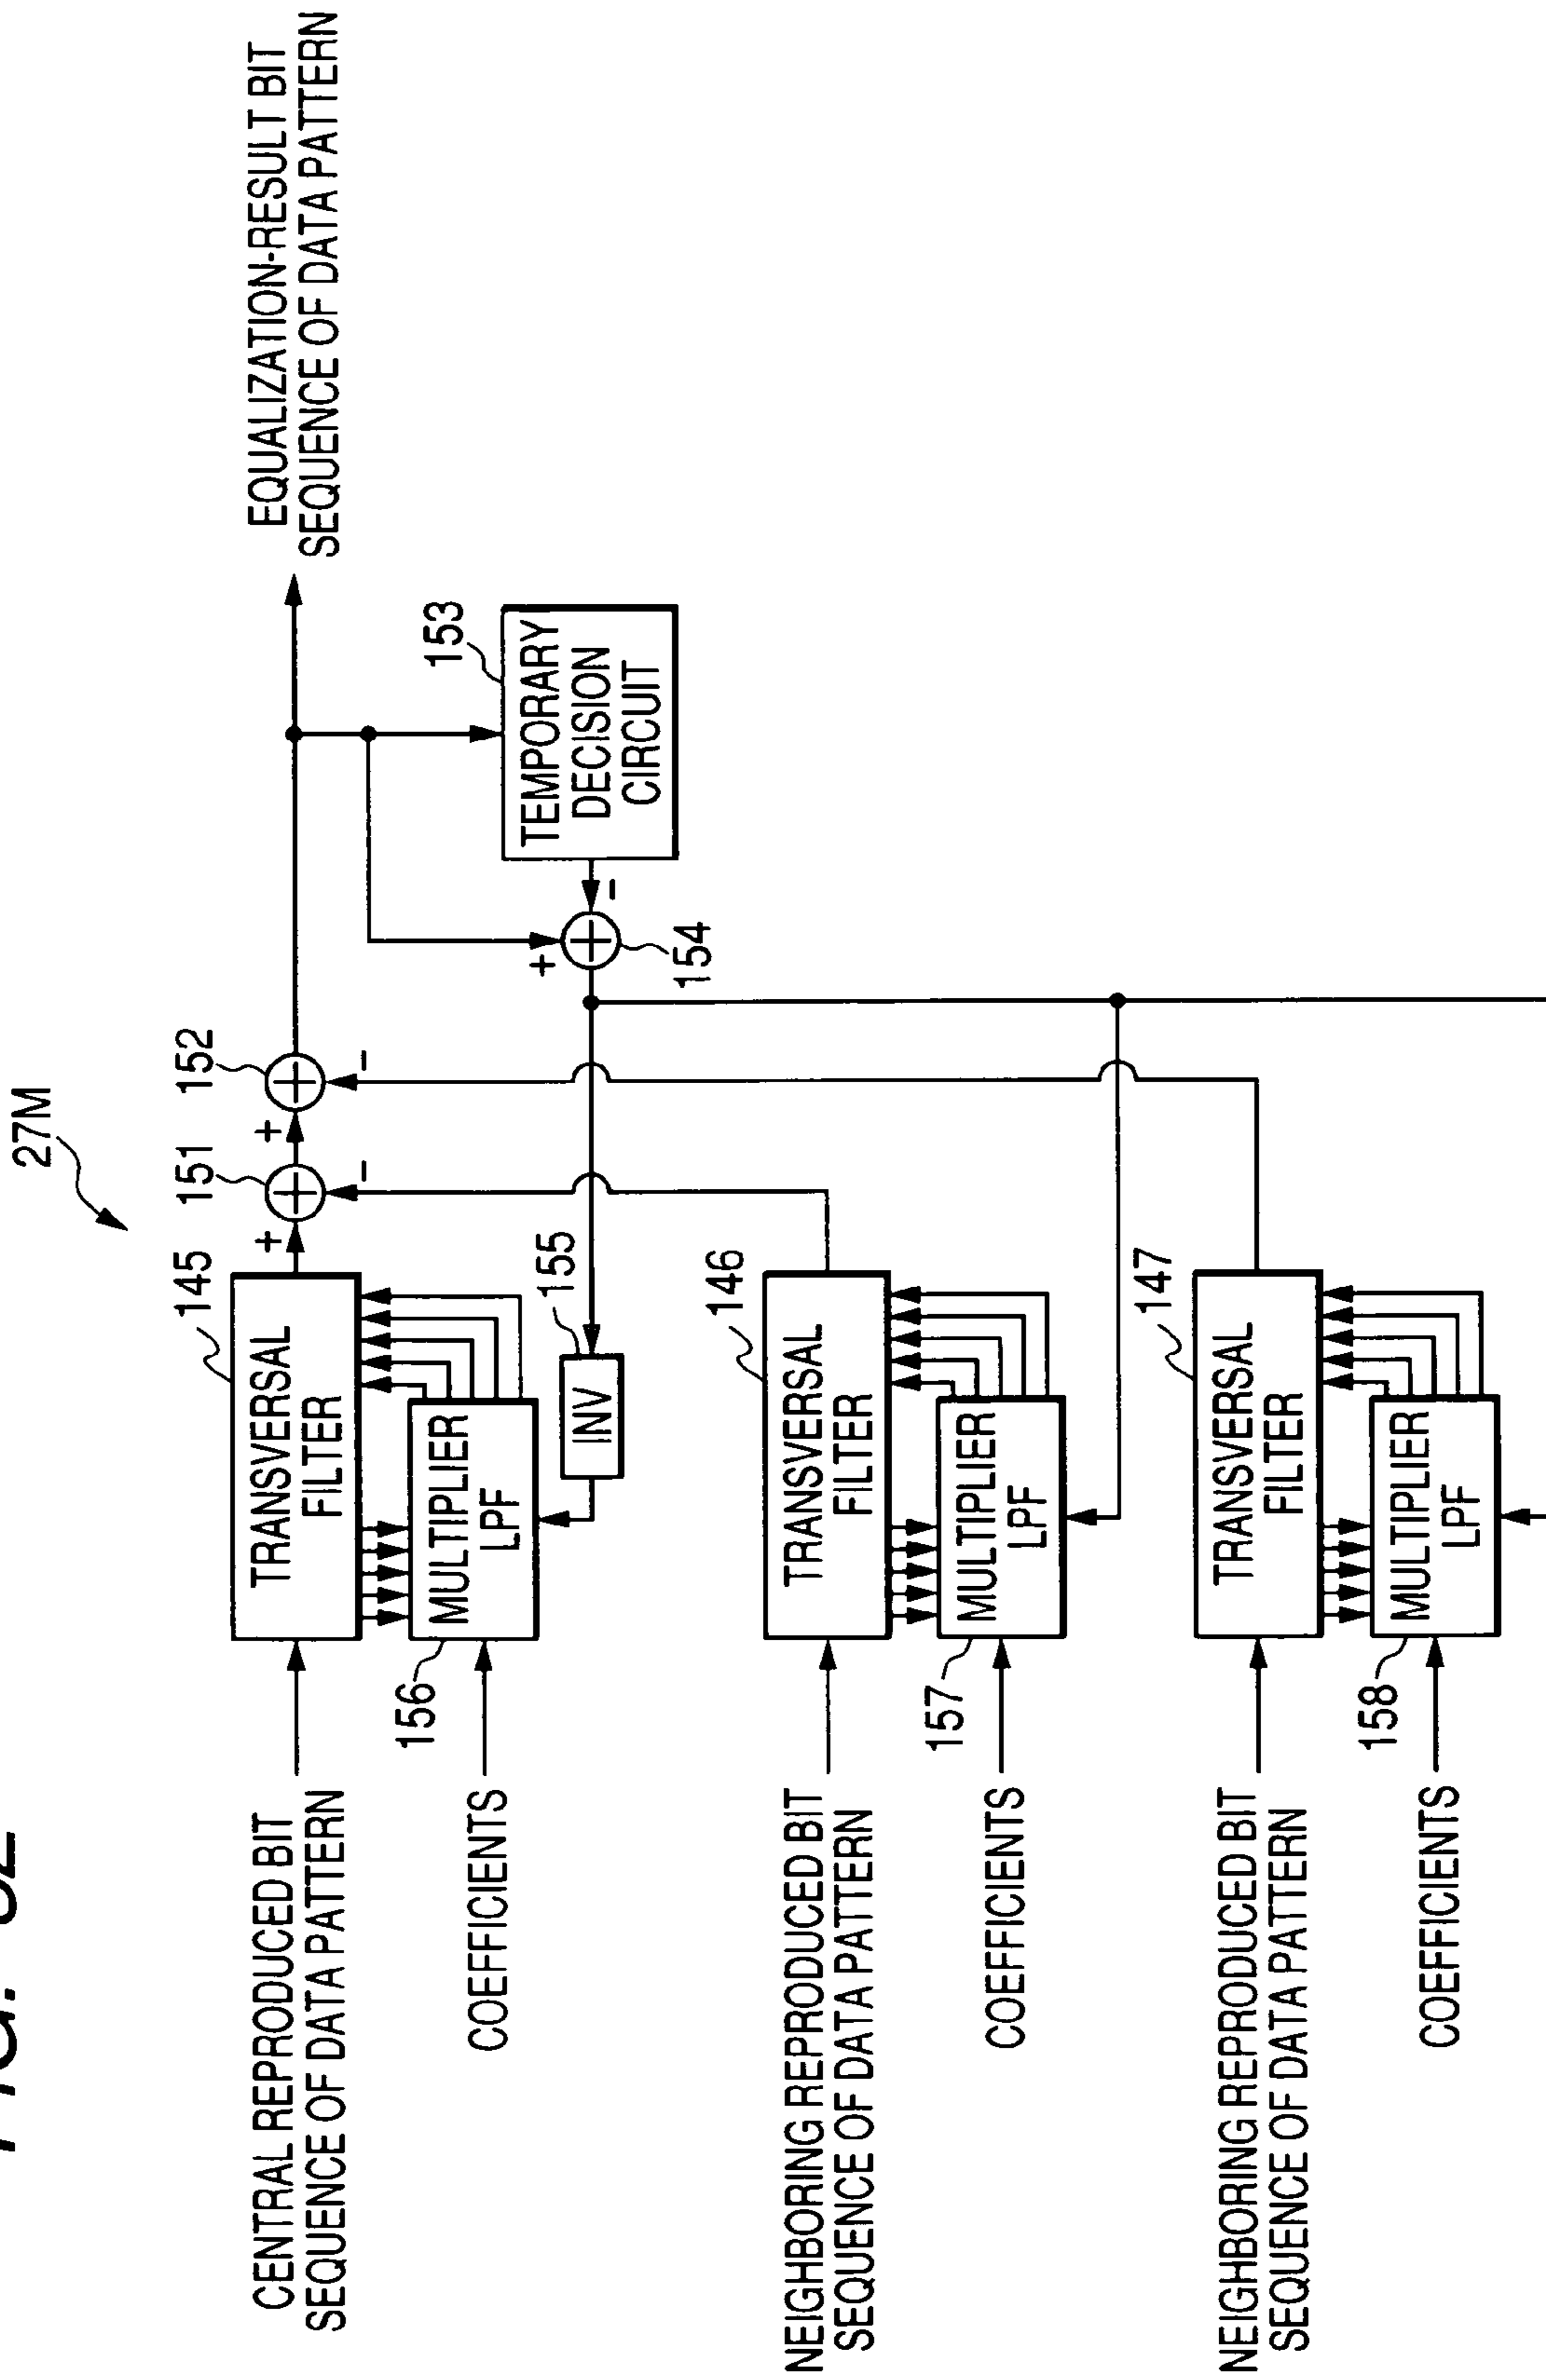 27M
145
TRANSVERSAL
FILTER
151
+
-
152
+
-
EQUALIZATION-RESULT BIT
SEQUENCE OF DATA PATTERN
CENTRAL REPRODUCED BIT
SEQUENCE OF DATA PATTERN
156
MULTIPLIER
LPF
COEFFICIENTS
155
INV
153
TEMPORARY
DECISION
CIRCUIT
+
-
154
146
TRANSVERSAL
FILTER
NEIGHBORING REPRODUCED BIT
SEQUENCE OF DATA PATTERN
157
MULTIPLIER
LPF
COEFFICIENTS
147
TRANSVERSAL
FILTER
NEIGHBORING REPRODUCED BIT
SEQUENCE OF DATA PATTERN
158
MULTIPLIER
LPF
COEFFICIENTS